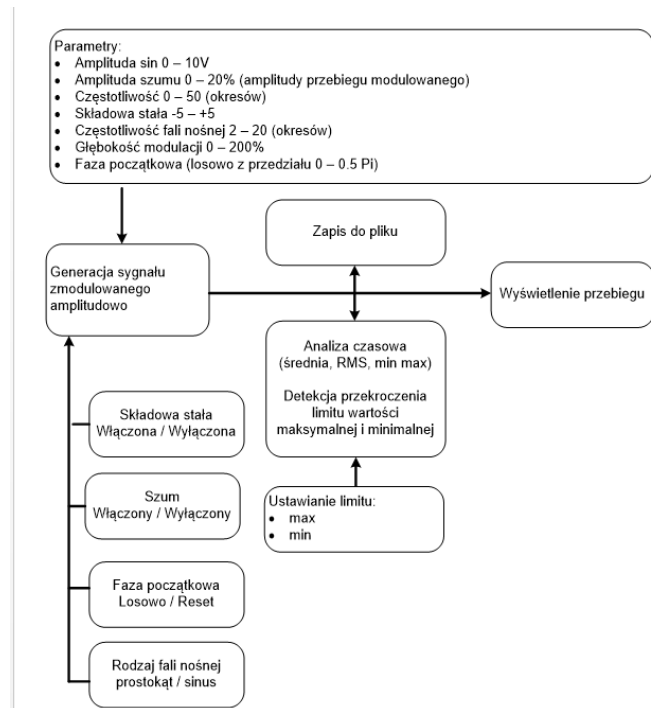 Parametry:
• Amplituda sin 0 – 10V
• Amplituda szumu 0 – 20% (amplitudy przebiegu modulowanego)
• Częstotliwość 0 – 50 (okresów)
• Składowa stała -5 – +5
• Częstotliwość fali nośnej 2 – 20 (okresów)
• Głębokość modulacji 0 – 200%
• Faza początkowa (losowo z przedziału 0 – 0.5 Pi)
Zapis do pliku
Generacja sygnału
zmodulowanego
amplitudowo
Wyświetlenie przebiegu
Analiza czasowa
(średnia, RMS, min max)
Detekcja przekroczenia
limitu wartości
maksymalnej i minimalnej
Składowa stała
Włączona / Wyłączona
Szum
Włączony / Wyłączony
Ustawianie limitu:
• max
• min
Faza początkowa
Losowo / Reset
Rodzaj fali nośnej
prostokąt / sinus